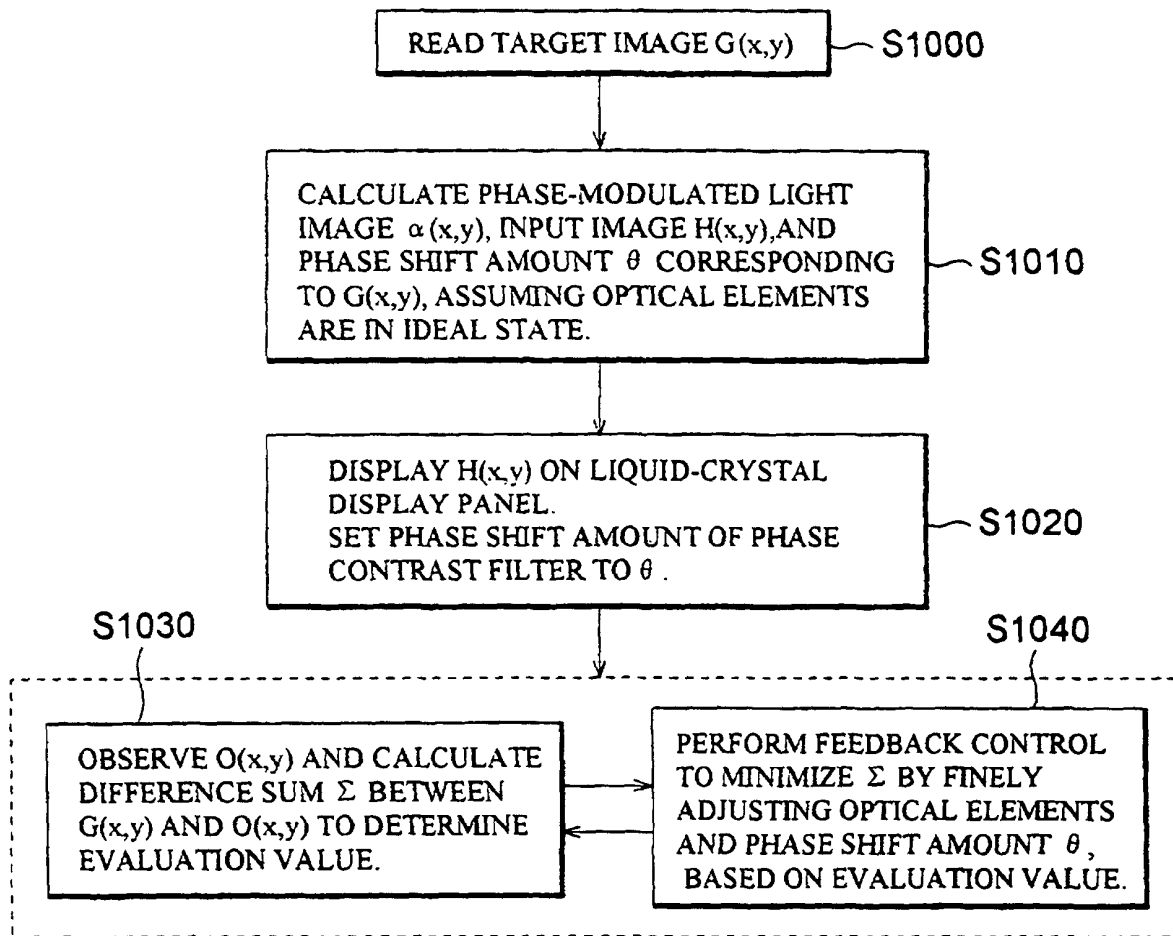 READ TARGET IMAGE G(x,y)
S1000
CALCULATE PHASE-MODULATED LIGHT
IMAGE α(x,y), INPUT IMAGE H(x,y),AND
PHASE SHIFT AMOUNT θ CORRESPONDING
TO G(x,y), ASSUMING OPTICAL ELEMENTS
ARE IN IDEAL STATE.
S1010
DISPLAY H(x,y) ON LIQUID-CRYSTAL
DISPLAY PANEL.
SET PHASE SHIFT AMOUNT OF PHASE
CONTRAST FILTER TO θ.
S1020
S1030
OBSERVE O(x,y) AND CALCULATE
DIFFERENCE SUM Σ BETWEEN
G(x,y) AND O(x,y) TO DETERMINE
EVALUATION VALUE.
S1040
PERFORM FEEDBACK CONTROL
TO MINIMIZE Σ BY FINELY
ADJUSTING OPTICAL ELEMENTS
AND PHASE SHIFT AMOUNT θ,
BASED ON EVALUATION VALUE.